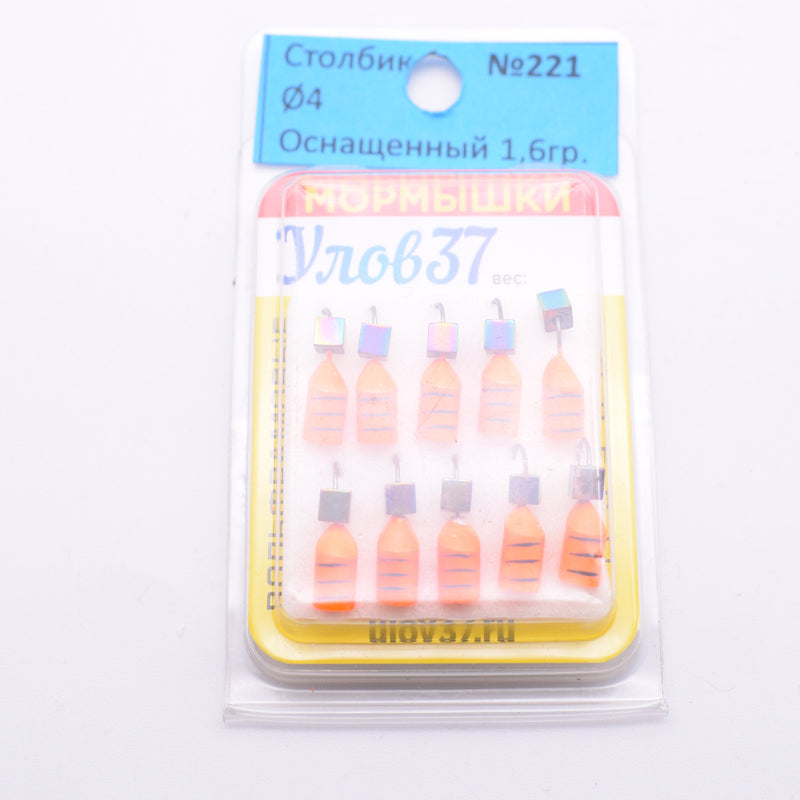 Столбик №221
Ø4
Оснащенный 1,6гр.
МОРМЫШКИ
Улов37
вес:
ulov37.ru